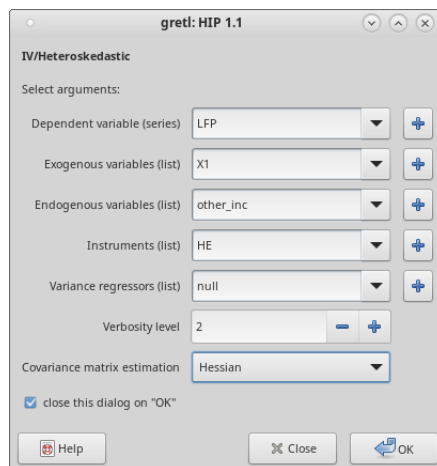 gretl: HIP 1.1
IV/Heteroskedastic
Select arguments:
Dependent variable (series) LFP
Exogenous variables (list) X1
Endogenous variables (list) other_inc
Instruments (list) HE
Variance regressors (list) null
Verbosity level 2
Covariance matrix estimation Hessian
close this dialog on "OK"
Help Close OK